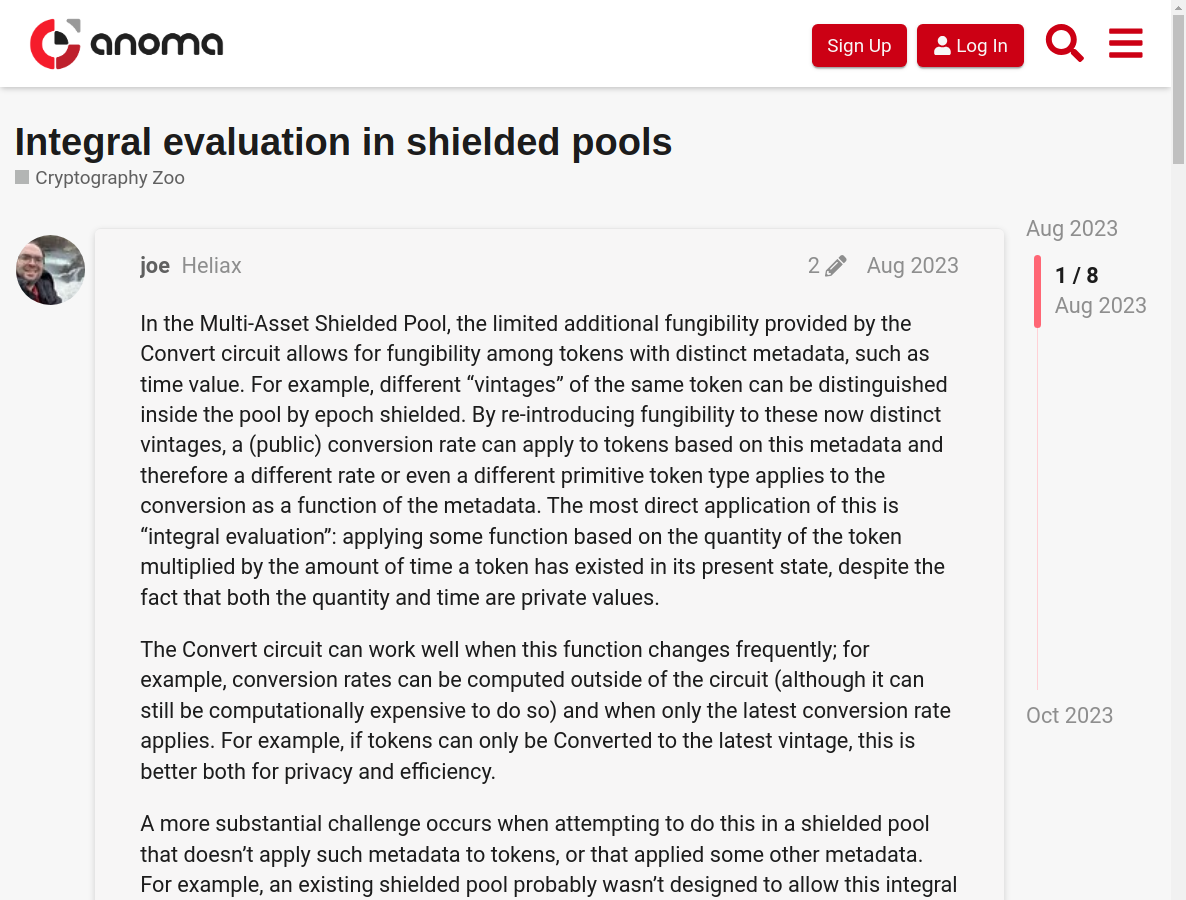 anoma
Sign Up
Log In
Integral evaluation in shielded pools
Cryptography Zoo
joe Heliax
2
Aug 2023
Aug 2023
1 / 8
Aug 2023
Oct 2023
In the Multi-Asset Shielded Pool, the limited additional fungibility provided by the
Convert circuit allows for fungibility among tokens with distinct metadata, such as
time value. For example, different “vintages” of the same token can be distinguished
inside the pool by epoch shielded. By re-introducing fungibility to these now distinct
vintages, a (public) conversion rate can apply to tokens based on this metadata and
therefore a different rate or even a different primitive token type applies to the
conversion as a function of the metadata. The most direct application of this is
“integral evaluation”: applying some function based on the quantity of the token
multiplied by the amount of time a token has existed in its present state, despite the
fact that both the quantity and time are private values.
The Convert circuit can work well when this function changes frequently; for
example, conversion rates can be computed outside of the circuit (although it can
still be computationally expensive to do so) and when only the latest conversion rate
applies. For example, if tokens can only be Converted to the latest vintage, this is
better both for privacy and efficiency.
A more substantial challenge occurs when attempting to do this in a shielded pool
that doesn’t apply such metadata to tokens, or that applied some other metadata.
For example, an existing shielded pool probably wasn’t designed to allow this integral